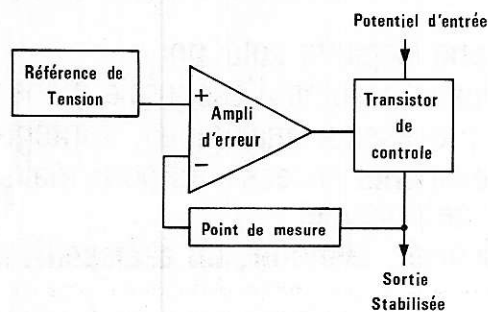 Potentiel d'entrée
Référence de
Tension
+
Ampli
d'erreur
−
Transistor
de
controle
Point de mesure
Sortie
Stabilisée